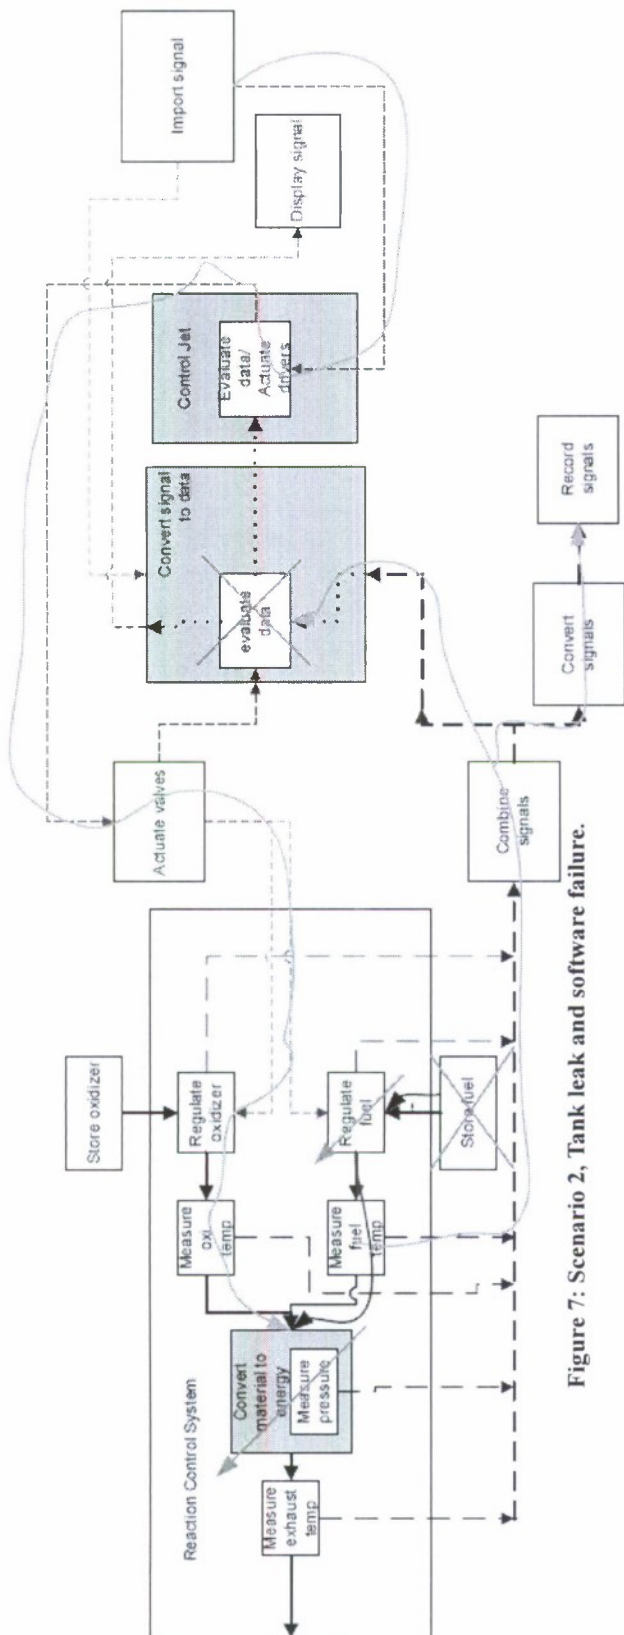 Import signal
Display signal
Control Jet
Evaluate
data/
Actuate
drivers
Convert signal
to data
evaluate
data
Record
signals
Convert
signals
Actuate valves
Combine
signals
Store oxidizer
Regulate
oxidizer
Regulate
fuel
Store fuel
Measure
oxi
temp
Measure
fuel
temp
Reaction Control System
Convert
material to
energy
Measure
pressure
Measure
exhaust
temp
Figure 7: Scenario 2, Tank leak and software failure.